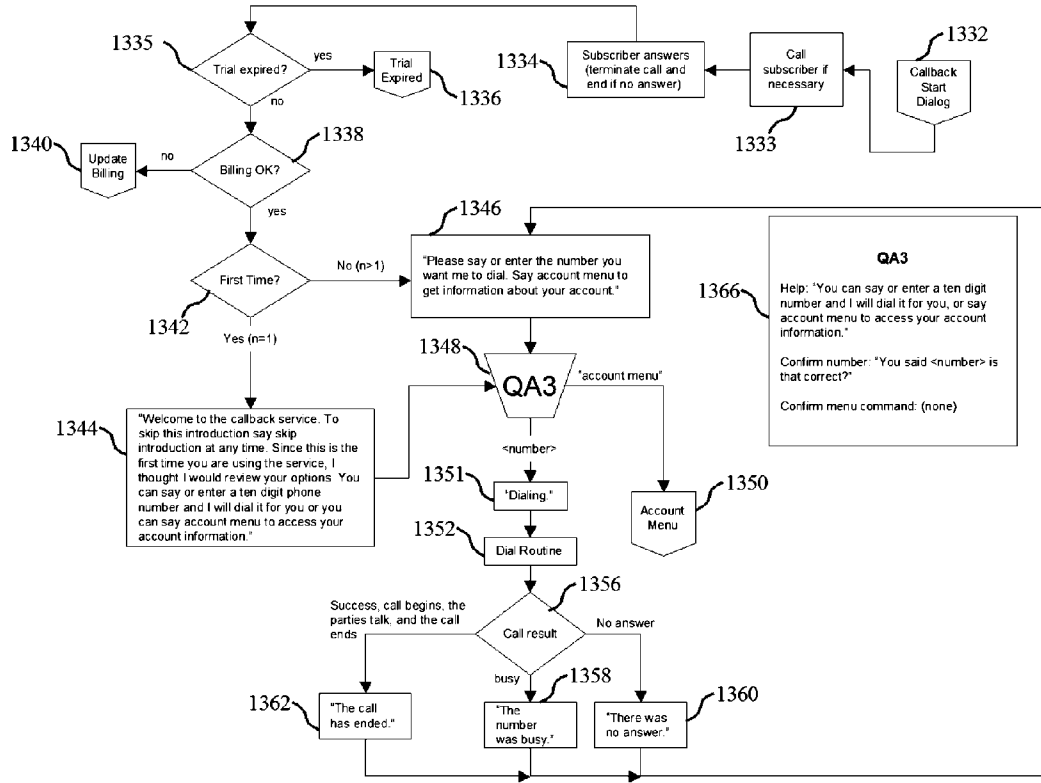 1335
Trial expired?
yes
Trial
Expired
1336
no
1334
Subscriber answers
(terminate call and
end if no answer)
Call
subscriber if
necessary
1333
1332
Callback
Start
Dialog
1340
Update
Billing
no
Billing OK?
1338
yes
First Time?
1342
No (n>1)
Yes (n=1)
1346
"Please say or enter the number you
want me to dial. Say account menu to
get information about your account."
1348
QA3
"account menu"
<number>
1344
"Welcome to the callback service. To
skip this introduction say skip
introduction at any time. Since this is the
first time you are using the service, I
thought I would review your options. You
can say or enter a ten digit phone
number and I will dial it for you or you
can say account menu to access your
account information."
1351
"Dialing."
1350
Account
Menu
1352
Dial Routine
1356
Call result
Success, call begins, the
parties talk, and the call
ends
No answer
busy
1362
"The call
has ended."
1358
"The
number
was busy."
1360
"There was
no answer."
1366
QA3
Help: "You can say or enter a ten digit
number and I will dial it for you, or say
account menu to access your account
information."
Confirm number: "You said <number> is
that correct?"
Confirm menu command: (none)